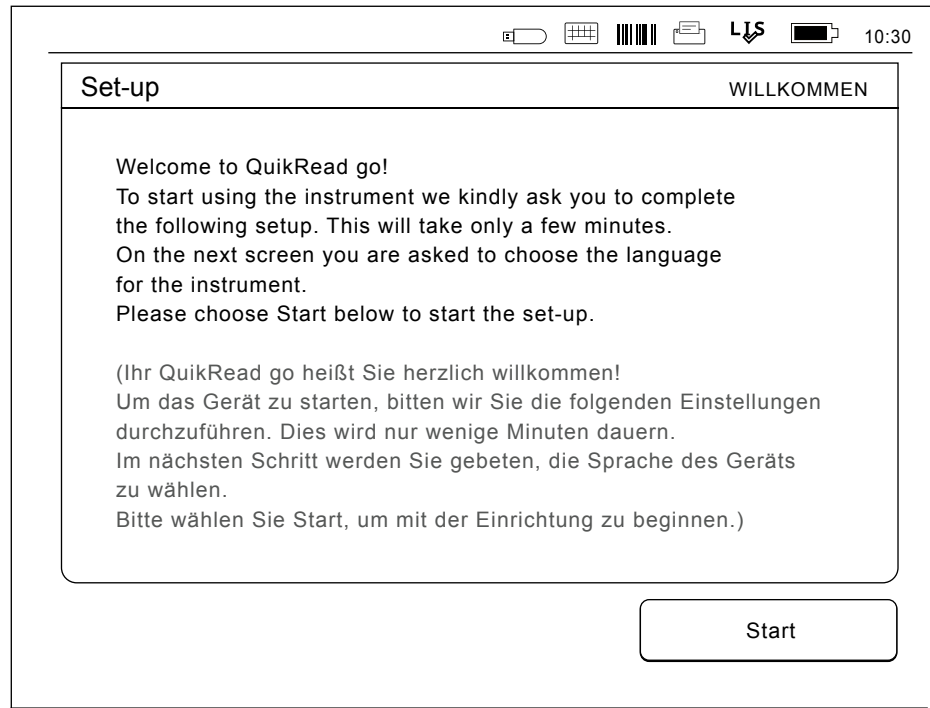 LIS 10:30
Set-up WILLKOMMEN
Welcome to QuikRead go!
To start using the instrument we kindly ask you to complete
the following setup. This will take only a few minutes.
On the next screen you are asked to choose the language
for the instrument.
Please choose Start below to start the set-up.
(Ihr QuikRead go heißt Sie herzlich willkommen!
Um das Gerät zu starten, bitten wir Sie die folgenden Einstellungen
durchzuführen. Dies wird nur wenige Minuten dauern.
Im nächsten Schritt werden Sie gebeten, die Sprache des Geräts
zu wählen.
Bitte wählen Sie Start, um mit der Einrichtung zu beginnen.)
Start